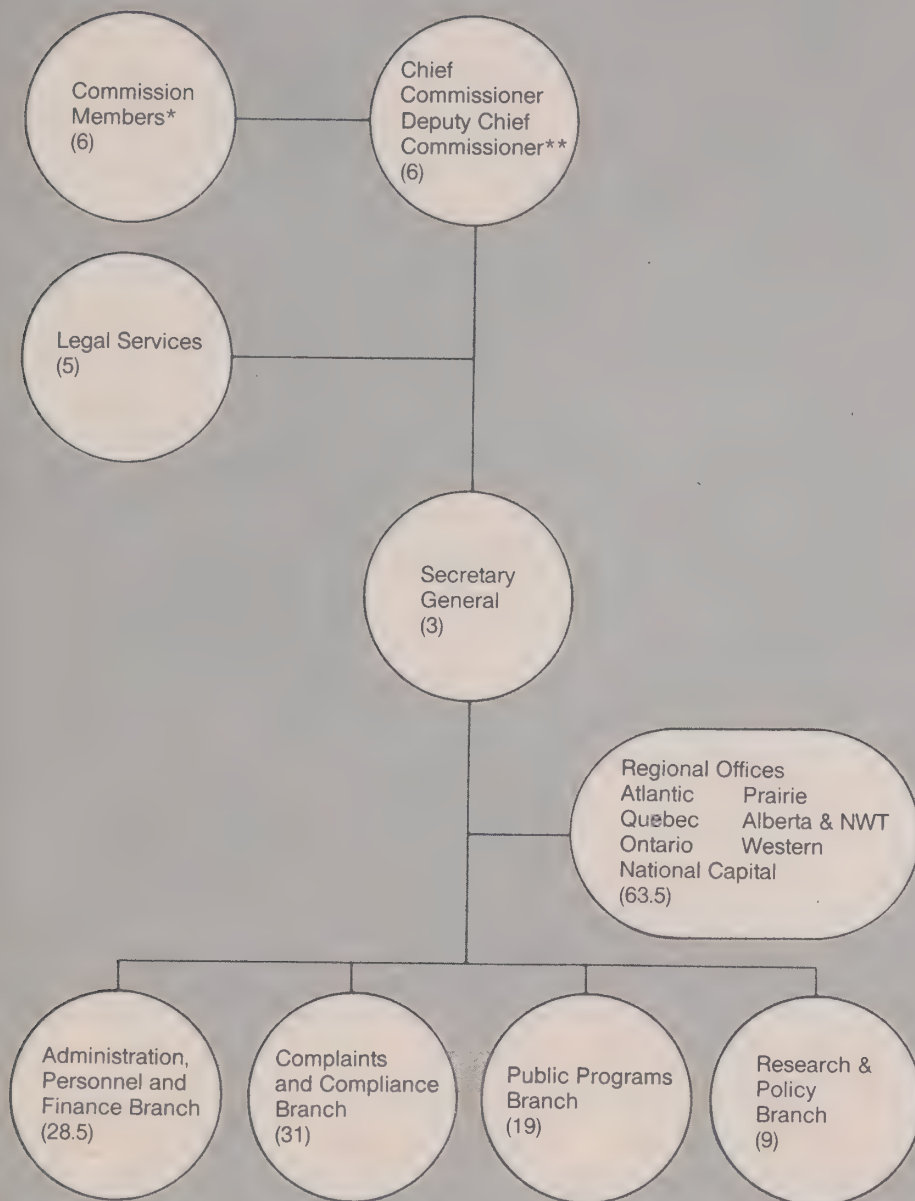 Commission
Members*
(6)
Chief
Commissioner
Deputy Chief
Commissioner**
(6)
Legal Services
(5)
Secretary
General
(3)
Regional Offices
Atlantic Prairie
Quebec Alberta & NWT
Ontario Western
National Capital
(63.5)
Administration,
Personnel and
Finance Branch
(28.5)
Complaints
and Compliance
Branch
(31)
Public Programs
Branch
(19)
Research &
Policy
Branch
(9)